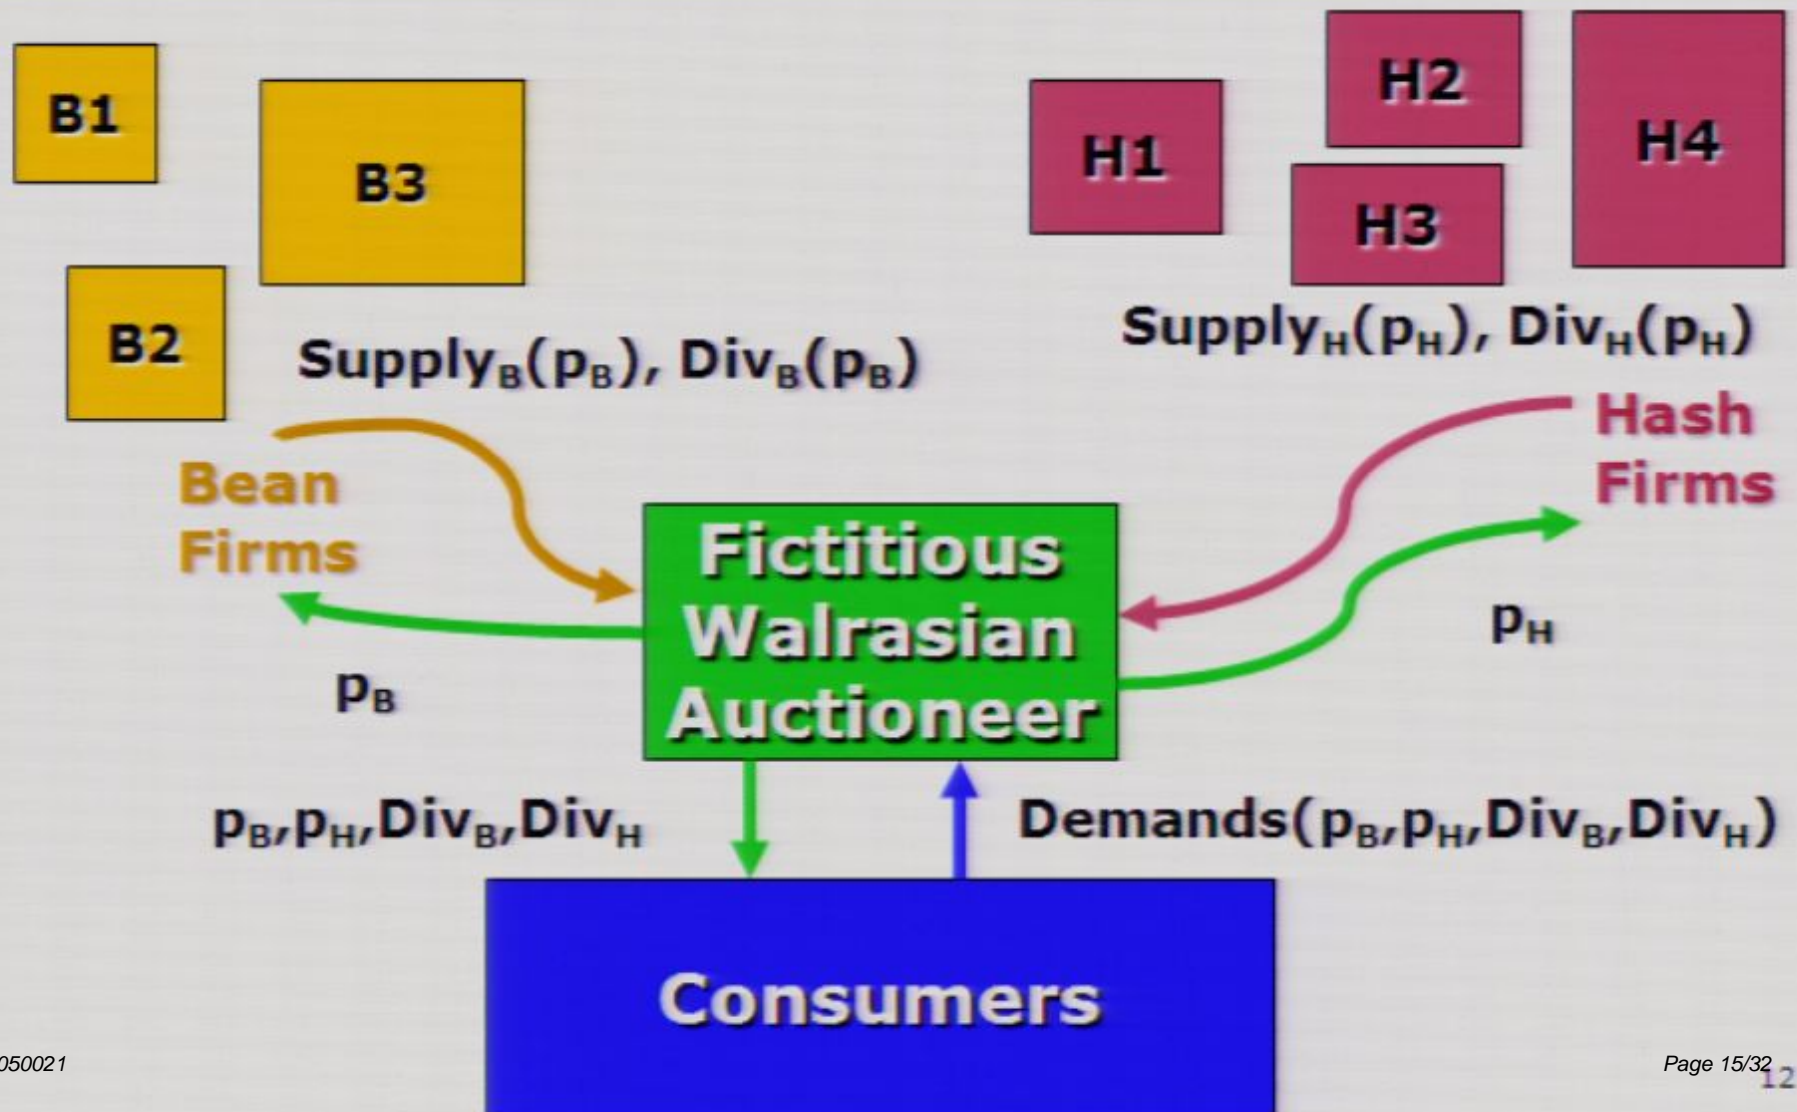 B1
B3
B2
H1
H2
H3
H4
Supply_B(p_B), Div_B(p_B)
Supply_H(p_H), Div_H(p_H)
Bean
Firms
Hash
Firms
Fictitious
Walrasian
Auctioneer
p_B
p_H
p_B,p_H,Div_B,Div_H
Demands(p_B,p_H,Div_B,Div_H)
Consumers
050021
Page 15/32
12